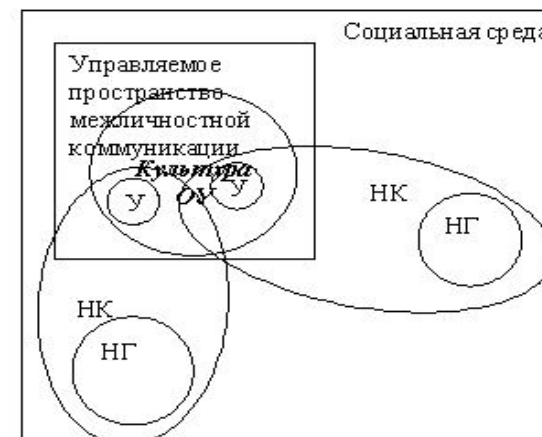 Социальная среда
Управляемое
пространство
межличностной
коммуникации
Культура
ОУ
У
У
НК
НГ
НК
НГ